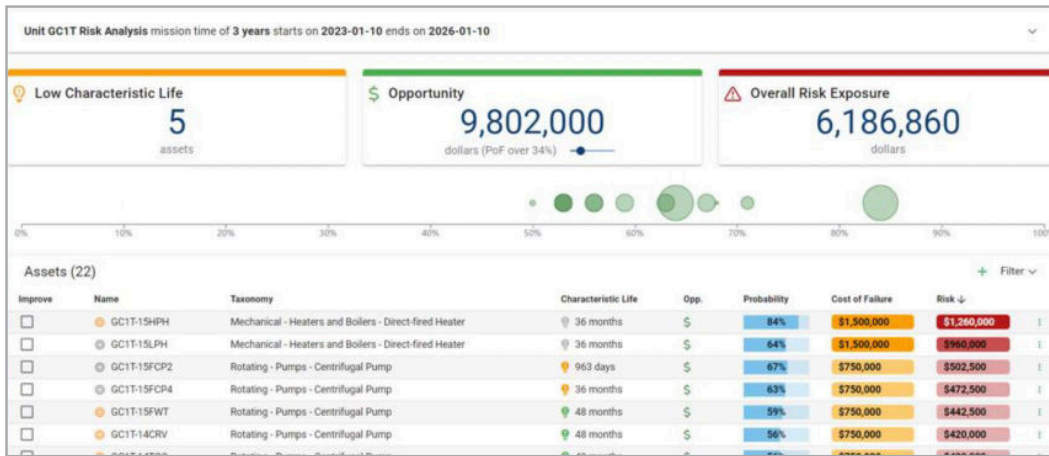 Unit GC1T Risk Analysis mission time of 3 years starts on 2023-01-10 ends on 2026-01-10
Low Characteristic Life
5
assets
$ Opportunity
9,802,000
dollars (PoF over 34%)
Overall Risk Exposure
6,186,860
dollars
0% 10% 20% 30% 40% 50% 60% 70% 80% 90% 100%
Assets (22) + Filter
Improve Name Taxonomy Characteristic Life Opp. Probability Cost of Failure Risk ↓
GC1T-15HPH Mechanical - Heaters and Boilers - Direct-fired Heater 36 months $ 84% $1,500,000 $1,260,000
GC1T-15LPH Mechanical - Heaters and Boilers - Direct-fired Heater 36 months $ 64% $1,500,000 $960,000
GC1T-15FCP2 Rotating - Pumps - Centrifugal Pump 963 days $ 67% $750,000 $502,500
GC1T-15FCP4 Rotating - Pumps - Centrifugal Pump 36 months $ 63% $750,000 $472,500
GC1T-15FWT Rotating - Pumps - Centrifugal Pump 48 months $ 59% $750,000 $442,500
GC1T-14CRV Rotating - Pumps - Centrifugal Pump 48 months $ 56% $750,000 $420,000